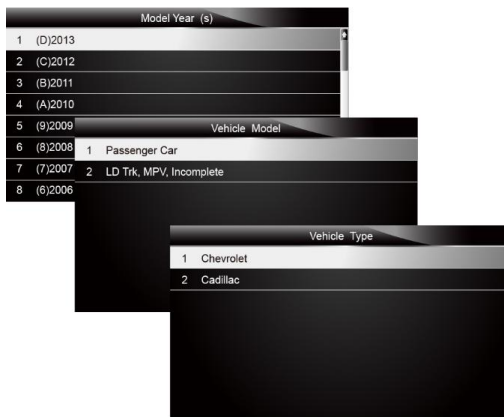 Model Year (s)
1 (D)2013
2 (C)2012
3 (B)2011
4 (A)2010
5 (9)2009
6 (8)2008
7 (7)2007
8 (6)2006
Vehicle Model
1 Passenger Car
2 LD Trk, MPV, Incomplete
Vehicle Type
1 Chevrolet
2 Cadillac